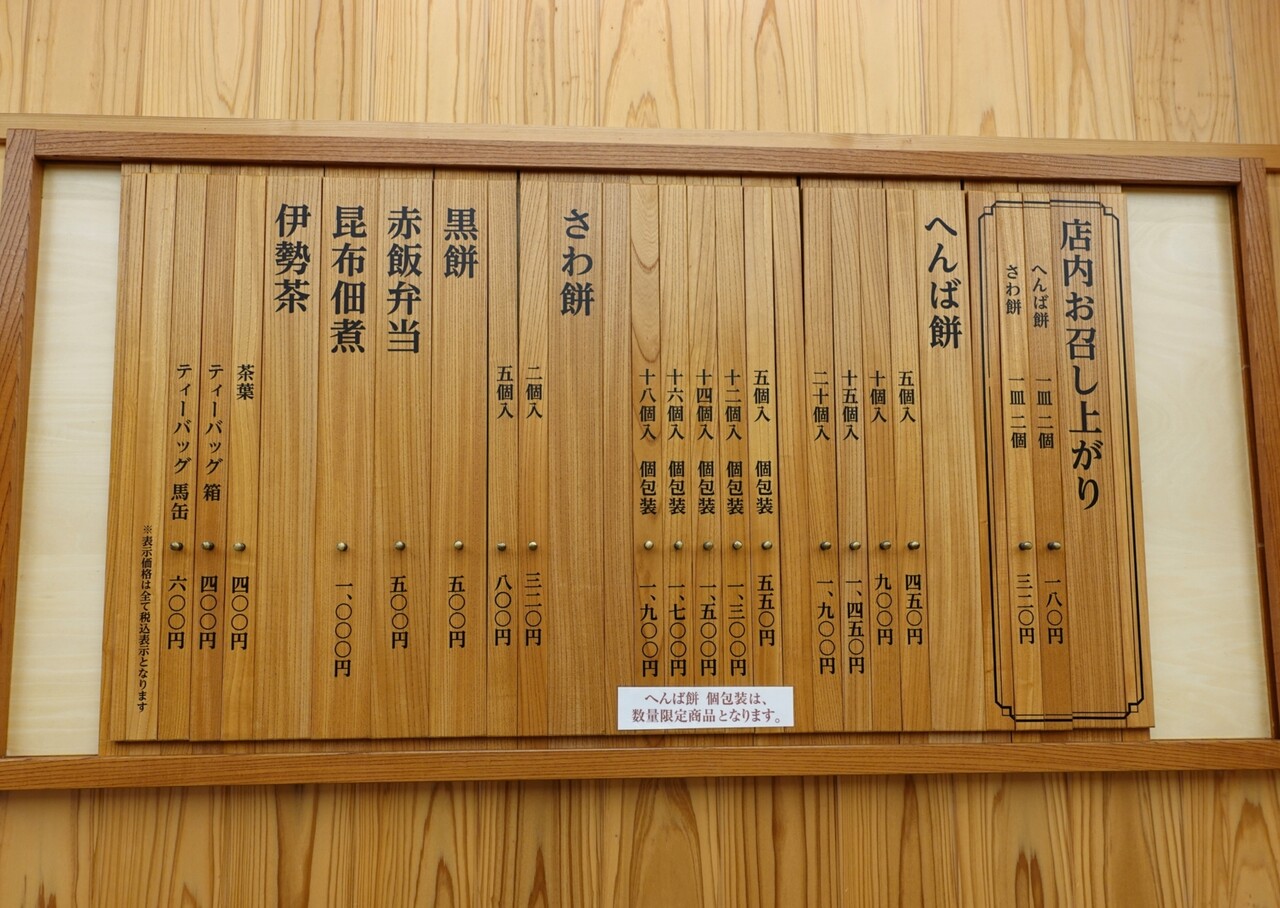 店内お召し上がり
へんば餅 一皿 二個 一八〇円
さわ餅 一皿 二個 三二〇円
へんば餅
五個入 四五〇円
十個入 九〇〇円
十五個入 一、四五〇円
二十個入 一、九〇〇円
五個入 個包装 五五〇円
十二個入 個包装 一、三〇〇円
十四個入 個包装 一、五〇〇円
十六個入 個包装 一、七〇〇円
十八個入 個包装 一、九〇〇円
へんば餅 個包装は、
数量限定商品となります。
さわ餅
二個入 三二〇円
五個入 八〇〇円
黒餅 五〇〇円
赤飯弁当 五〇〇円
昆布佃煮 一、〇〇〇円
伊勢茶
茶葉 四〇〇円
ティーバッグ 箱 四〇〇円
ティーバッグ 馬缶 六〇〇円
※表示価格は全て税込表示となります